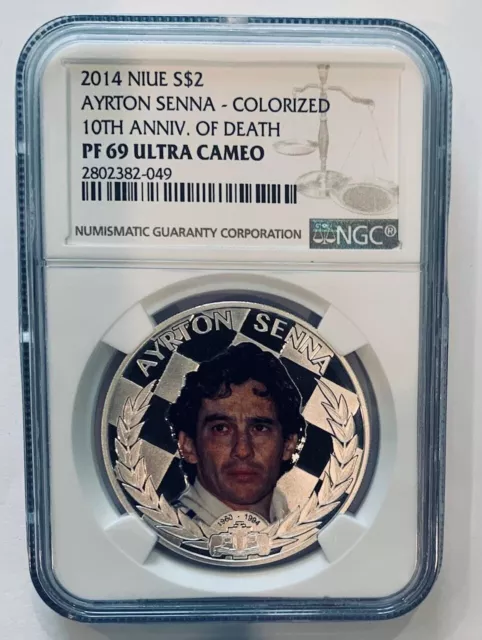 2014 NIUE S$2
AYRTON SENNA - COLORIZED
10TH ANNIV. OF DEATH
PF 69 ULTRA CAMEO
2802382-049
NUMISMATIC GUARANTY CORPORATION
NGC®
AYRTON SENNA
1960 - 1994